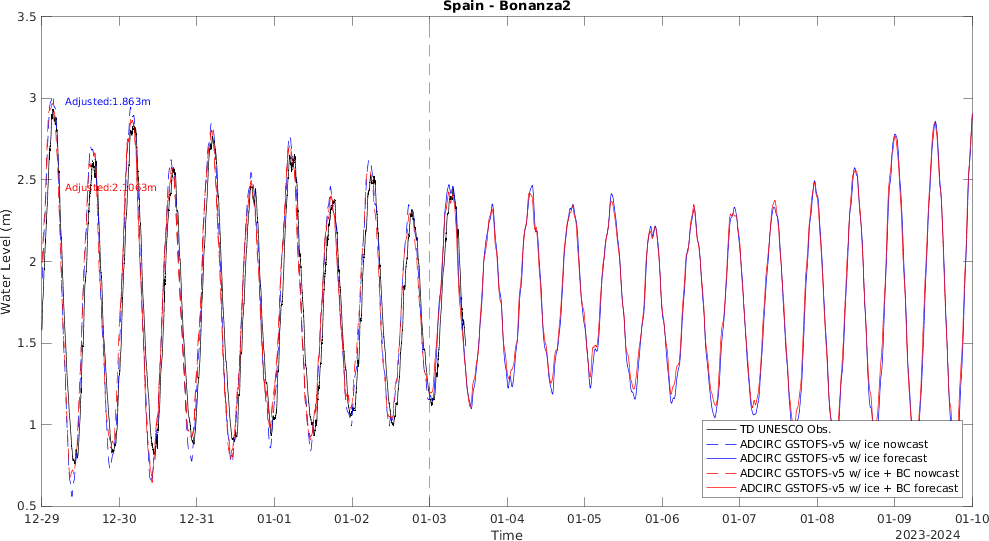 Spain - Bonanza2
3.5
3
2.5
2
1.5
1
0.5
Water Level (m)
Adjusted:1.863m
Adjusted:2.1063m
TD UNESCO Obs.
ADCIRC GSTOFS-v5 w/ ice nowcast
ADCIRC GSTOFS-v5 w/ ice forecast
ADCIRC GSTOFS-v5 w/ ice + BC nowcast
ADCIRC GSTOFS-v5 w/ ice + BC forecast
12-29 12-30 12-31 01-01 01-02 01-03 01-04 01-05 01-06 01-07 01-08 01-09 01-10
Time
2023-2024